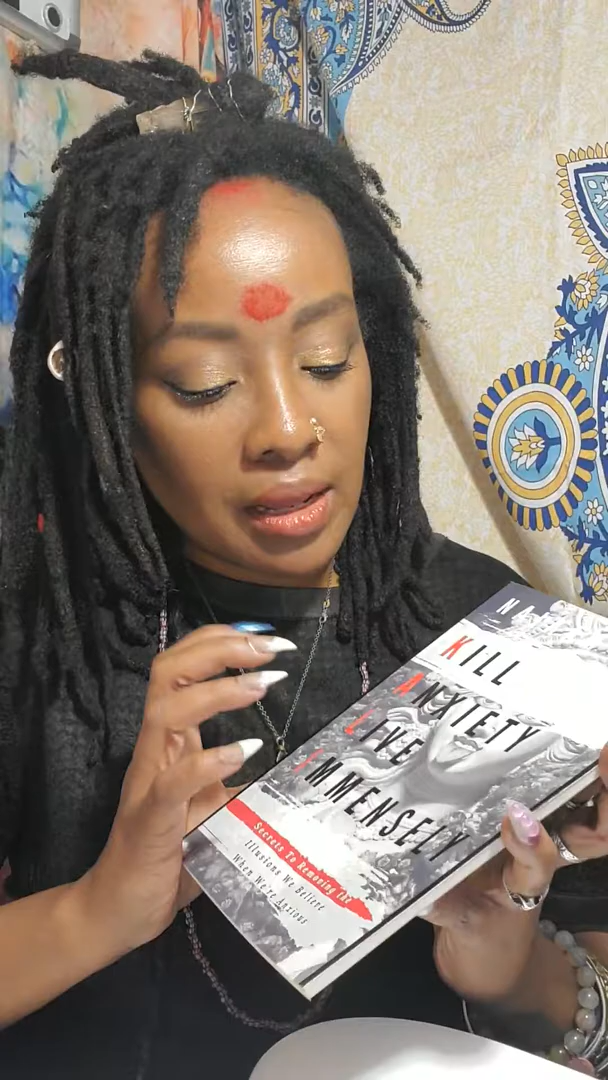 KILL
ANXIETY
LIVE
IMMENSELY
Secrets To Removing the
Illusions We Believe
When We're Anxious